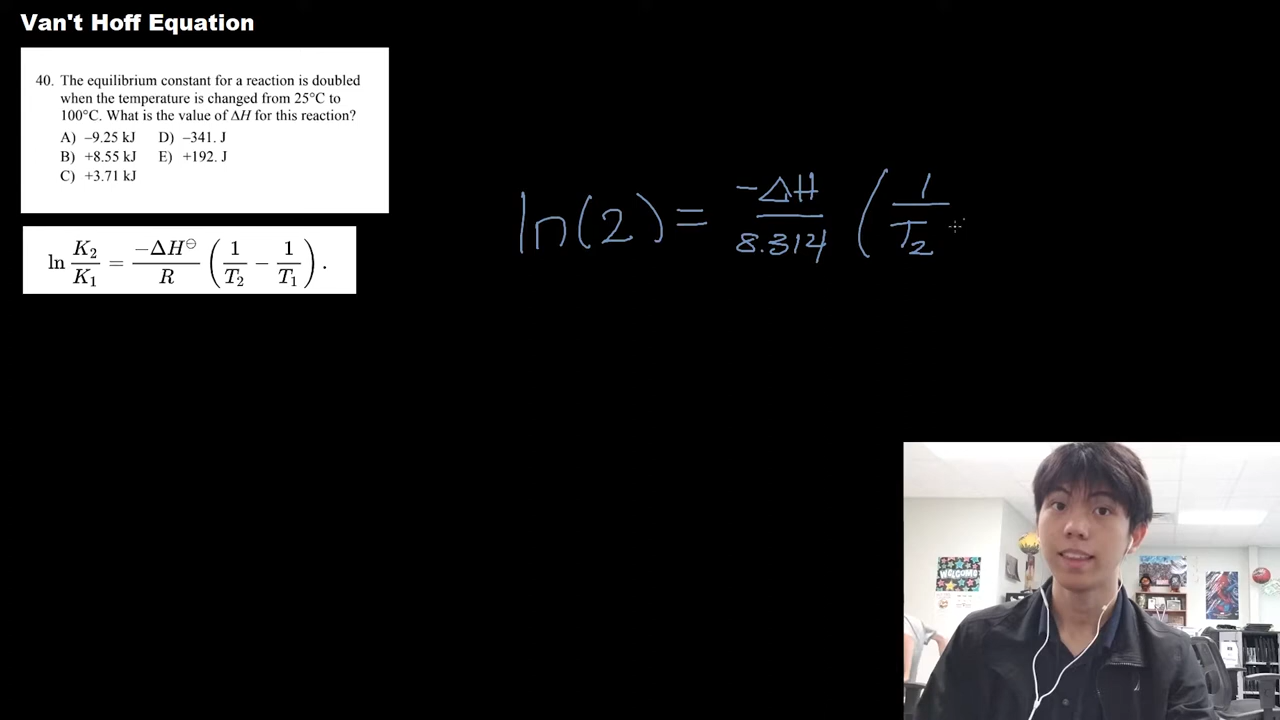 Van't Hoff Equation
40. The equilibrium constant for a reaction is doubled
when the temperature is changed from 25°C to
100°C. What is the value of ΔH for this reaction?
A) –9.25 kJ D) –341. J
B) +8.55 kJ E) +192. J
C) +3.71 kJ
ln K₂/K₁ = −ΔH⊖/R (1/T₂ − 1/T₁).
ln(2) = −ΔH/8.314 (1/T₂
WELCOME